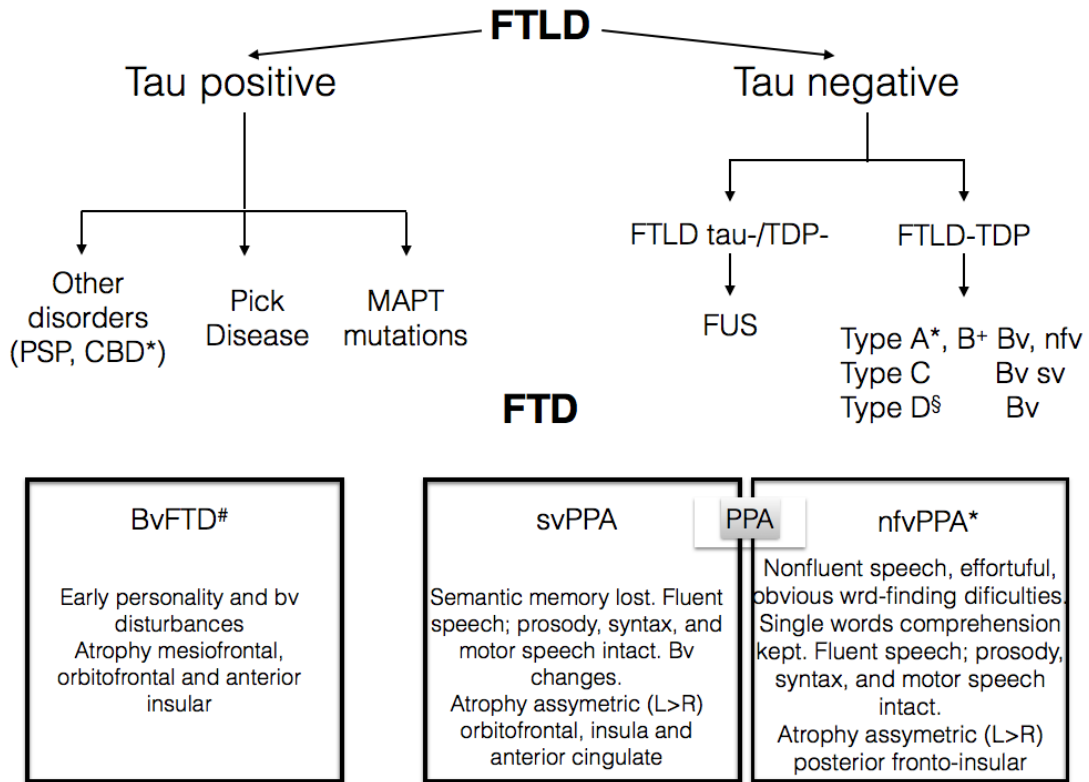 FTLD
Tau positive
Tau negative
Other
disorders
(PSP, CBD*)
Pick
Disease
MAPT
mutations
FTLD tau-/TDP-
FTLD-TDP
FUS
Type A*, B⁺ Bv, nfv
Type C Bv sv
Type D§ Bv
FTD
BvFTD#
Early personality and bv
disturbances
Atrophy mesiofrontal,
orbitofrontal and anterior
insular
svPPA
Semantic memory lost. Fluent
speech; prosody, syntax, and
motor speech intact. Bv
changes.
Atrophy assymetric (L>R)
orbitofrontal, insula and
anterior cingulate
PPA
nfvPPA*
Nonfluent speech, effortuful,
obvious wrd-finding dificulties.
Single words comprehension
kept. Fluent speech; prosody,
syntax, and motor speech
intact.
Atrophy assymetric (L>R)
posterior fronto-insular